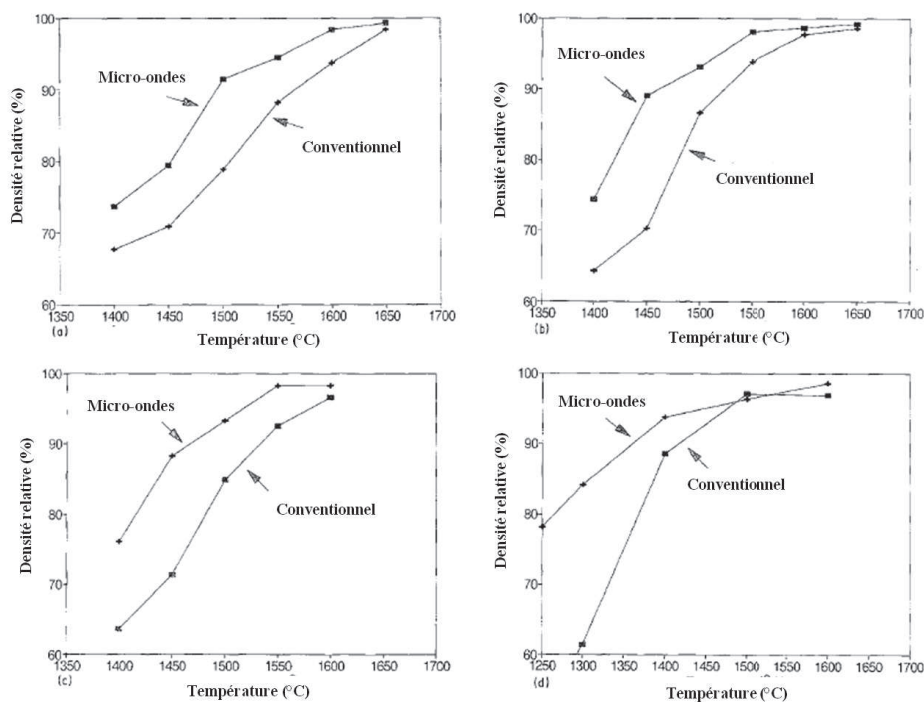 100
90
80
70
60
Densité relative (%)
Micro-ondes
Conventionnel
1350 1400 1450 1500 1550 1600 1650 1700
(a)
Température (°C)
100
90
80
70
60
Densité relative (%)
Micro-ondes
Conventionnel
1350 1400 1450 1500 1550 1600 1650 1700
(b)
Température (°C)
100
90
80
70
60
Densité relative (%)
Micro-ondes
Conventionnel
1350 1400 1450 1500 1550 1600 1650 1700
(c)
Température (°C)
100
90
80
70
60
Densité relative (%)
Micro-ondes
Conventionnel
1250 1300 1400 1500 1600 1700
(d)
Température (°C)